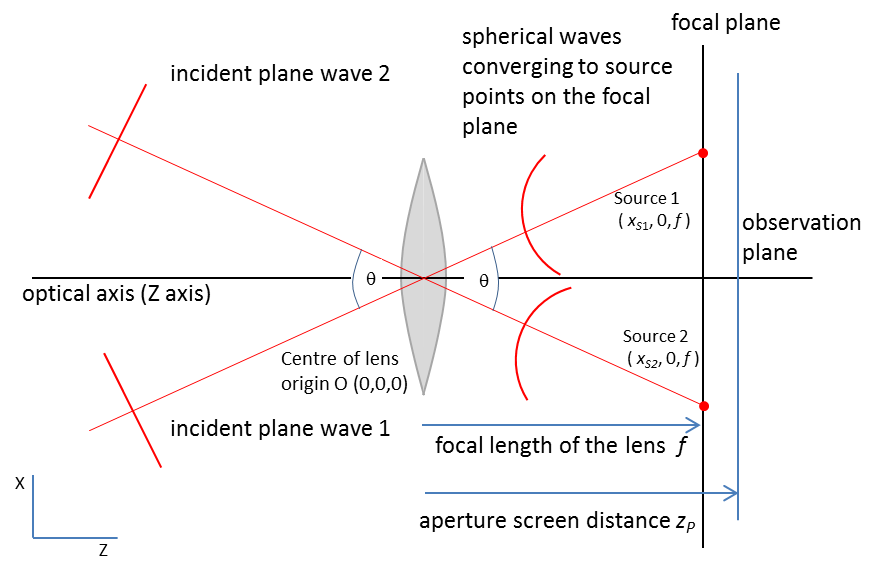 focal plane
spherical waves
converging to source
points on the focal
plane
incident plane wave 2
Source 1
( xS1, 0, f )
observation
plane
θ
θ
optical axis (Z axis)
Source 2
( xS2, 0, f )
Centre of lens
origin O (0,0,0)
incident plane wave 1
focal length of the lens f
aperture screen distance zP
X
Z